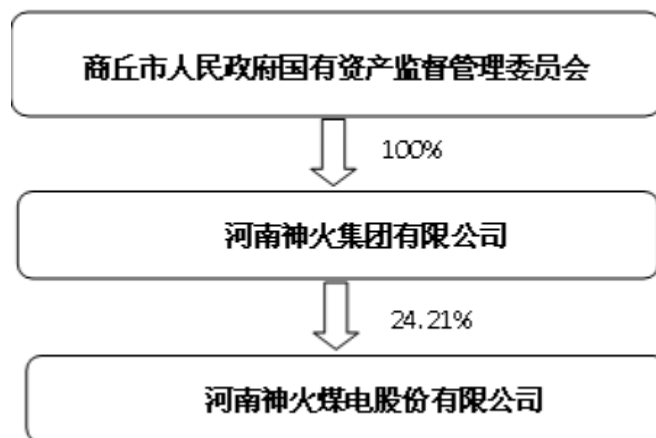 商丘市人民政府国有资产监督管理委员会
100%
河南神火集团有限公司
24.21%
河南神火煤电股份有限公司